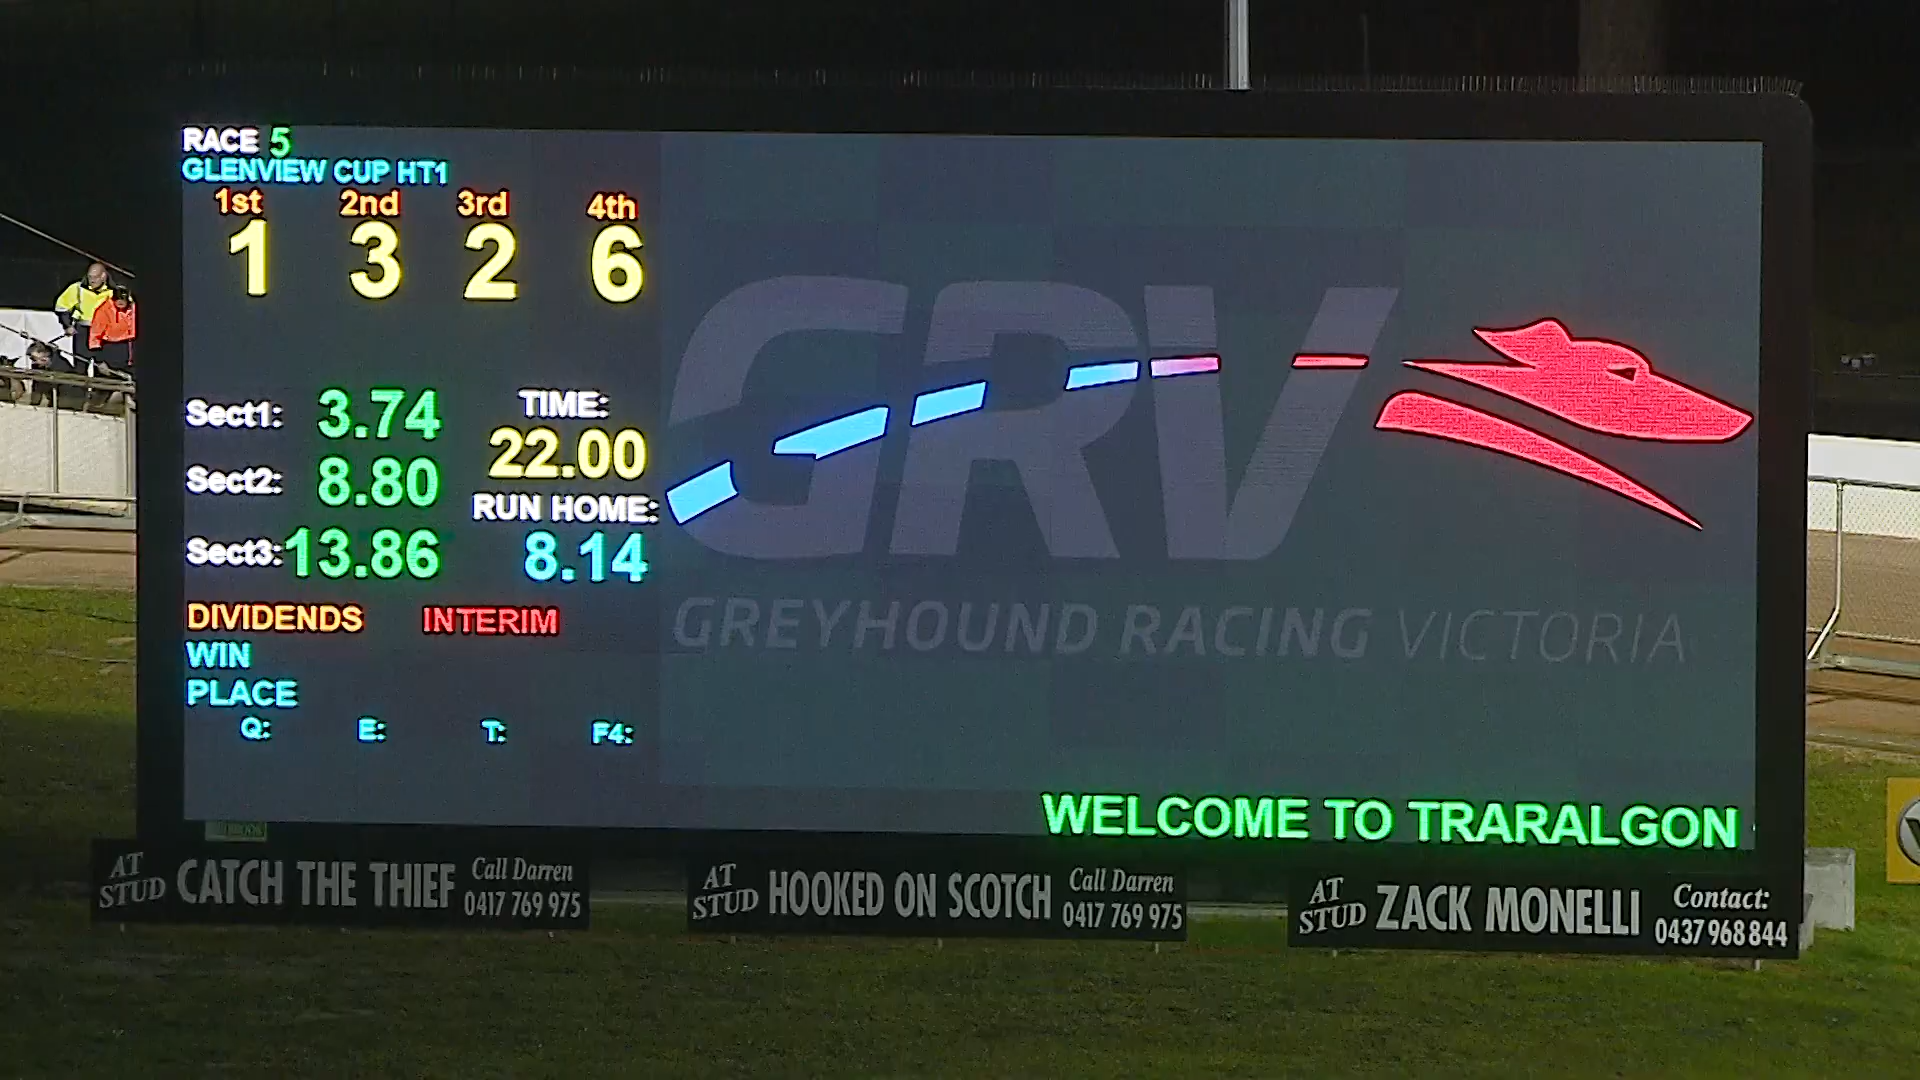 RACE 5
GLENVIEW CUP HT1
1st 2nd 3rd 4th
1 3 2 6
Sect1: 3.74
Sect2: 8.80
Sect3: 13.86
TIME:
22.00
RUN HOME:
8.14
DIVIDENDS INTERIM
WIN
PLACE
Q: E: T: F4:
GRV
GREYHOUND RACING VICTORIA
WELCOME TO TRARALGON
AT STUD CATCH THE THIEF Call Darren 0417 769 975
AT STUD HOOKED ON SCOTCH Call Darren 0417 769 975
AT STUD ZACK MONELLI Contact: 0437 968 844